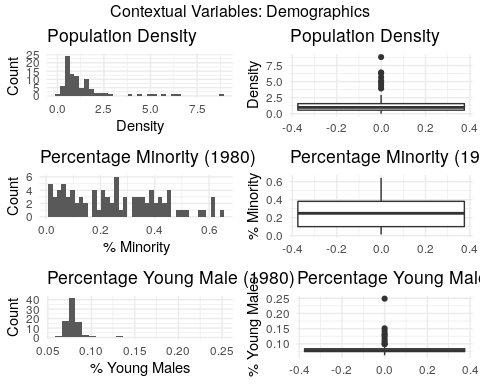 Contextual Variables: Demographics
Population Density
Count
25
20
15
10
5
0
0.0 2.5 5.0 7.5
Density
Population Density
Density
7.5
5.0
2.5
0.0
-0.4 -0.2 0.0 0.2 0.4
Percentage Minority (1980)
Count
6
4
2
0
0.0 0.2 0.4 0.6
% Minority
Percentage Minority (19
% Minority
0.6
0.4
0.2
0.0
-0.4 -0.2 0.0 0.2 0.4
Percentage Young Male (1980)
Count
40
30
20
10
0
0.05 0.10 0.15 0.20 0.25
% Young Males
Percentage Young Male
% Young Males
0.25
0.20
0.15
0.10
-0.4 -0.2 0.0 0.2 0.4